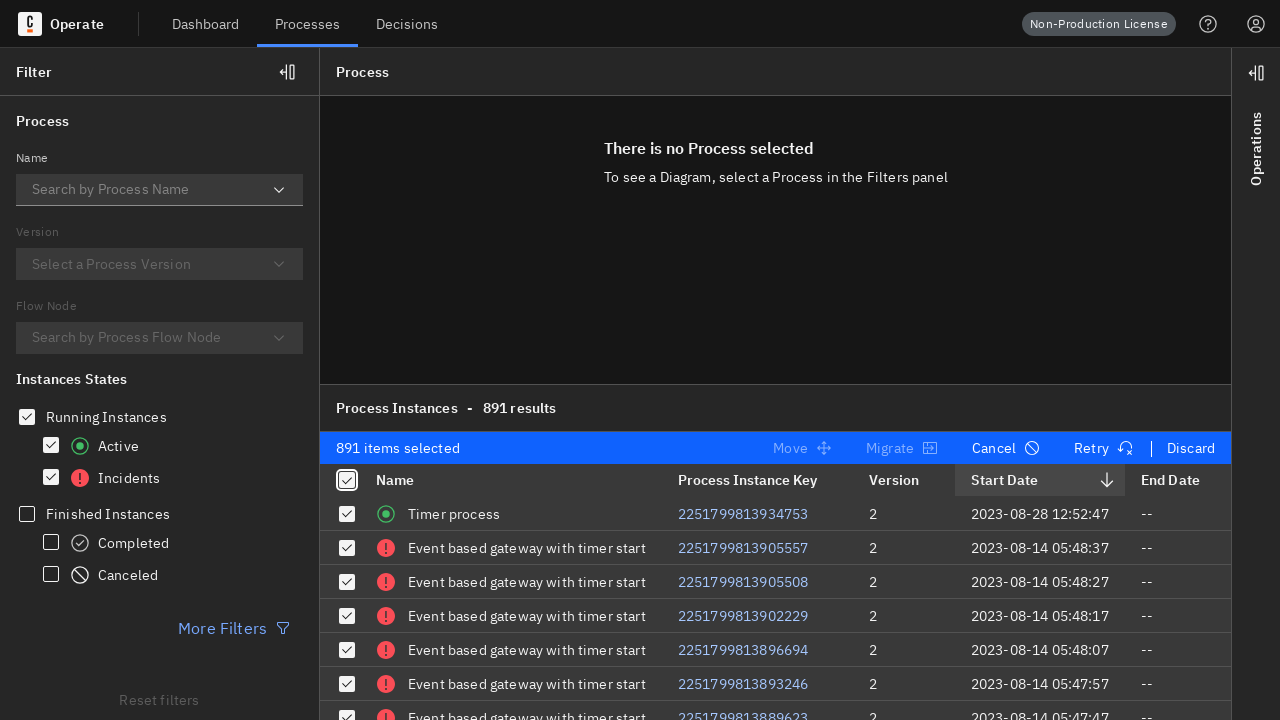 C Operate Dashboard Processes Decisions Non-Production License
Filter
Process
Process
Name
Search by Process Name
Version
Select a Process Version
Flow Node
Search by Process Flow Node
Instances States
Running Instances
Active
Incidents
Finished Instances
Completed
Canceled
More Filters
Reset filters
There is no Process selected
To see a Diagram, select a Process in the Filters panel
Process Instances - 891 results
891 items selected Move Migrate Cancel Retry Discard
Name Process Instance Key Version Start Date End Date
Timer process 2251799813934753 2 2023-08-28 12:52:47 --
Event based gateway with timer start 2251799813905557 2 2023-08-14 05:48:37 --
Event based gateway with timer start 2251799813905508 2 2023-08-14 05:48:27 --
Event based gateway with timer start 2251799813902229 2 2023-08-14 05:48:17 --
Event based gateway with timer start 2251799813896694 2 2023-08-14 05:48:07 --
Event based gateway with timer start 2251799813893246 2 2023-08-14 05:47:57 --
Event based gateway with timer start 2251799813889623 2 2023-08-14 05:47:47 --
Operations